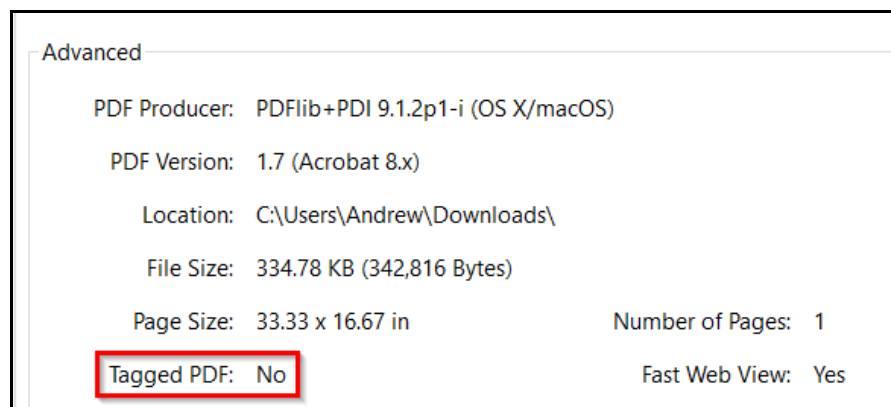 Advanced
PDF Producer: PDFlib+PDI 9.1.2p1-i (OS X/macOS)
PDF Version: 1.7 (Acrobat 8.x)
Location: C:\Users\Andrew\Downloads\
File Size: 334.78 KB (342,816 Bytes)
Page Size: 33.33 x 16.67 in Number of Pages: 1
Tagged PDF: No Fast Web View: Yes